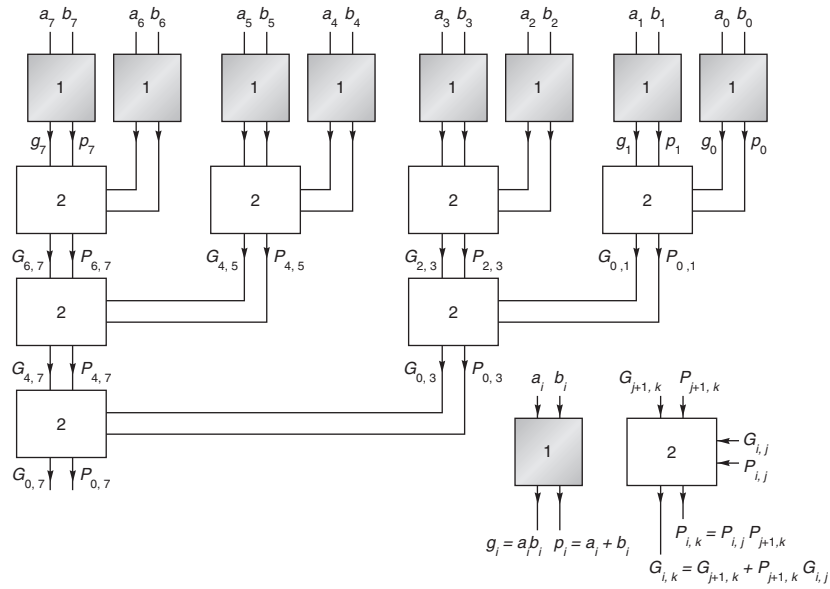 a7 b7 a6 b6 a5 b5 a4 b4 a3 b3 a2 b2 a1 b1 a0 b0
1 1 1 1 1 1 1 1
g7 p7 g1 p1 g0 p0
2 2 2 2
G6, 7 P6, 7 G4, 5 P4, 5 G2, 3 P2, 3 G0 ,1 P0 ,1
2 2
G4, 7 P4, 7 G0, 3 P0, 3
ai bi Gj+1, k Pj+1, k
2 1 2
Gi, j
Pi, j
G0, 7 P0, 7
gi = aibi pi = ai + bi
Pi, k = Pi, j Pj+1,k
Gi, k = Gj+1, k + Pj+1, k Gi, j